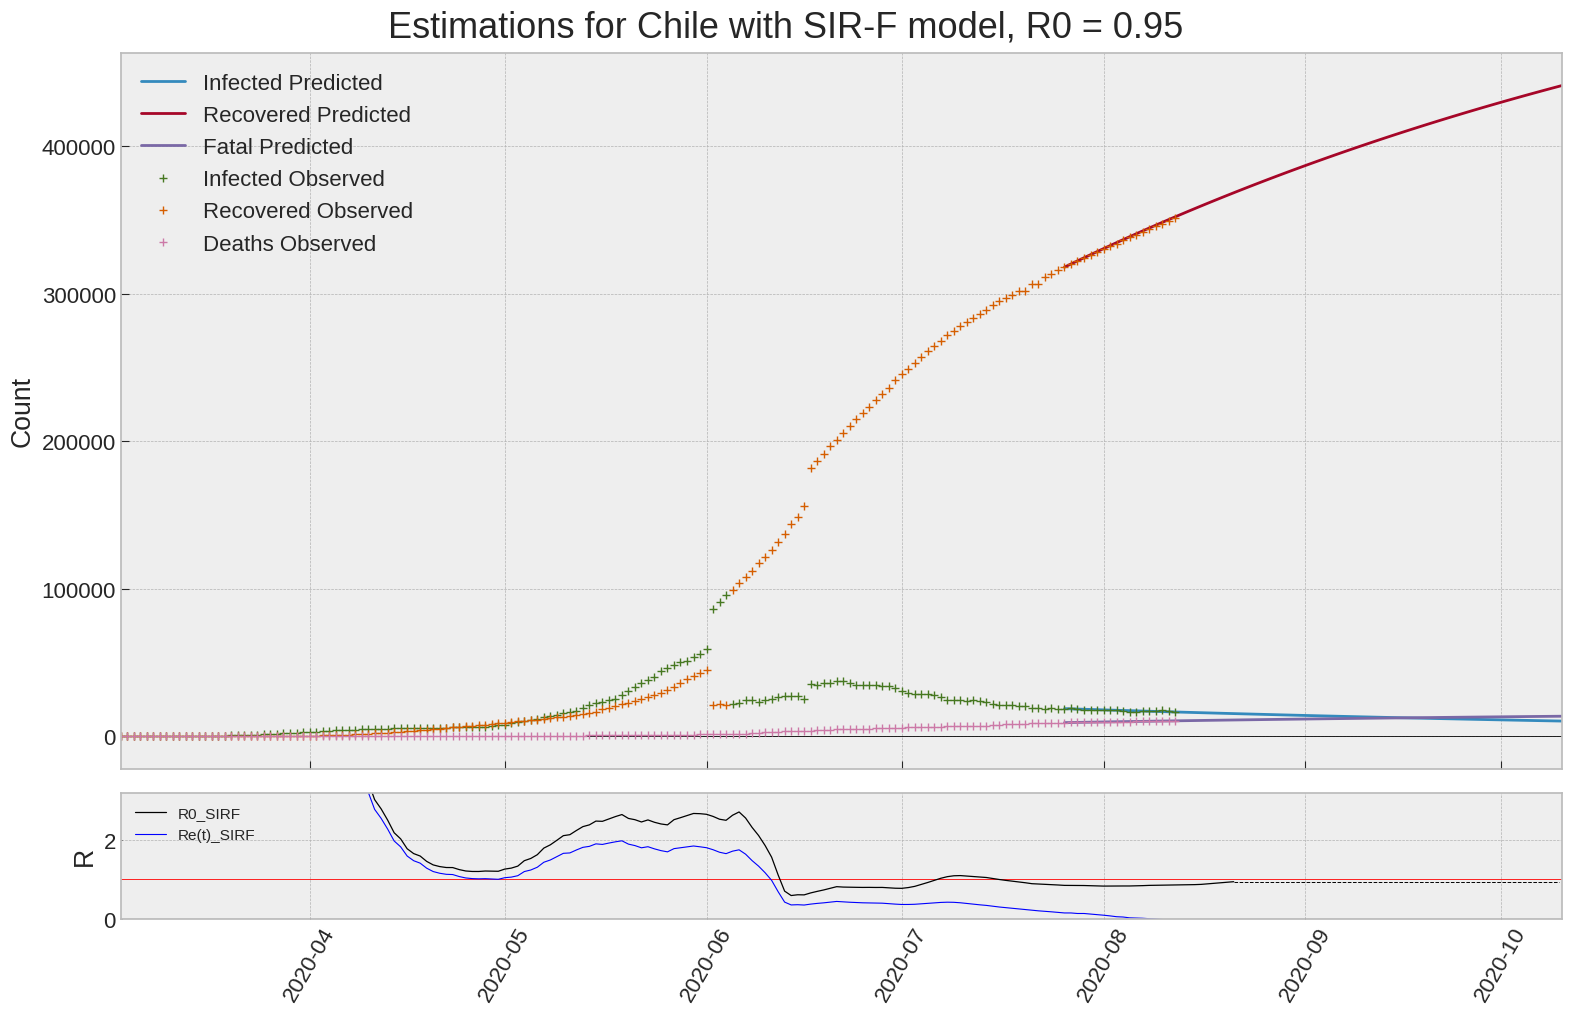 Estimations for Chile with SIR-F model, R0 = 0.95
Infected Predicted
Recovered Predicted
Fatal Predicted
Infected Observed
Recovered Observed
Deaths Observed
400000
300000
200000
100000
0
Count
R0_SIRF
Re(t)_SIRF
2
0
R
2020-04
2020-05
2020-06
2020-07
2020-08
2020-09
2020-10